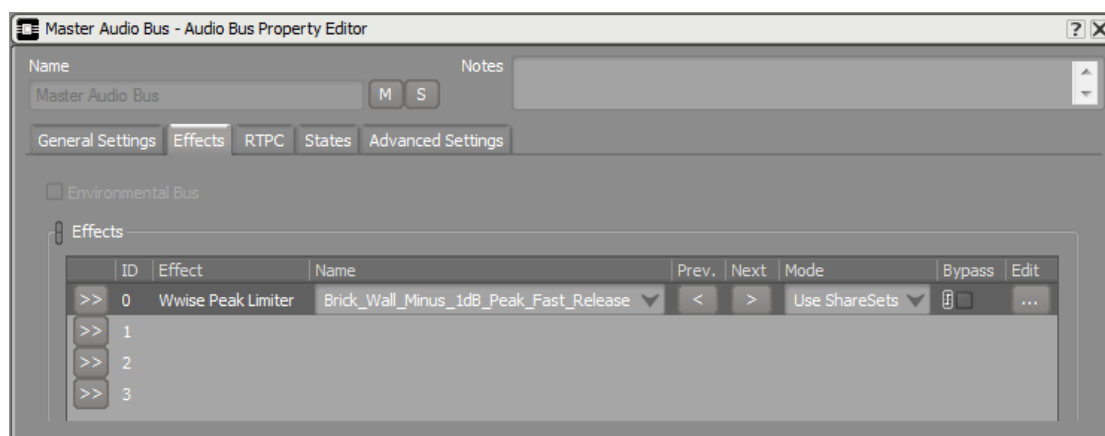 Master Audio Bus - Audio Bus Property Editor ? X
Name Notes
Master Audio Bus M S
General Settings Effects RTPC States Advanced Settings
Environmental Bus
Effects
ID Effect Name Prev. Next Mode Bypass Edit
>> 0 Wwise Peak Limiter Brick_Wall_Minus_1dB_Peak_Fast_Release < > Use ShareSets ...
>> 1
>> 2
>> 3